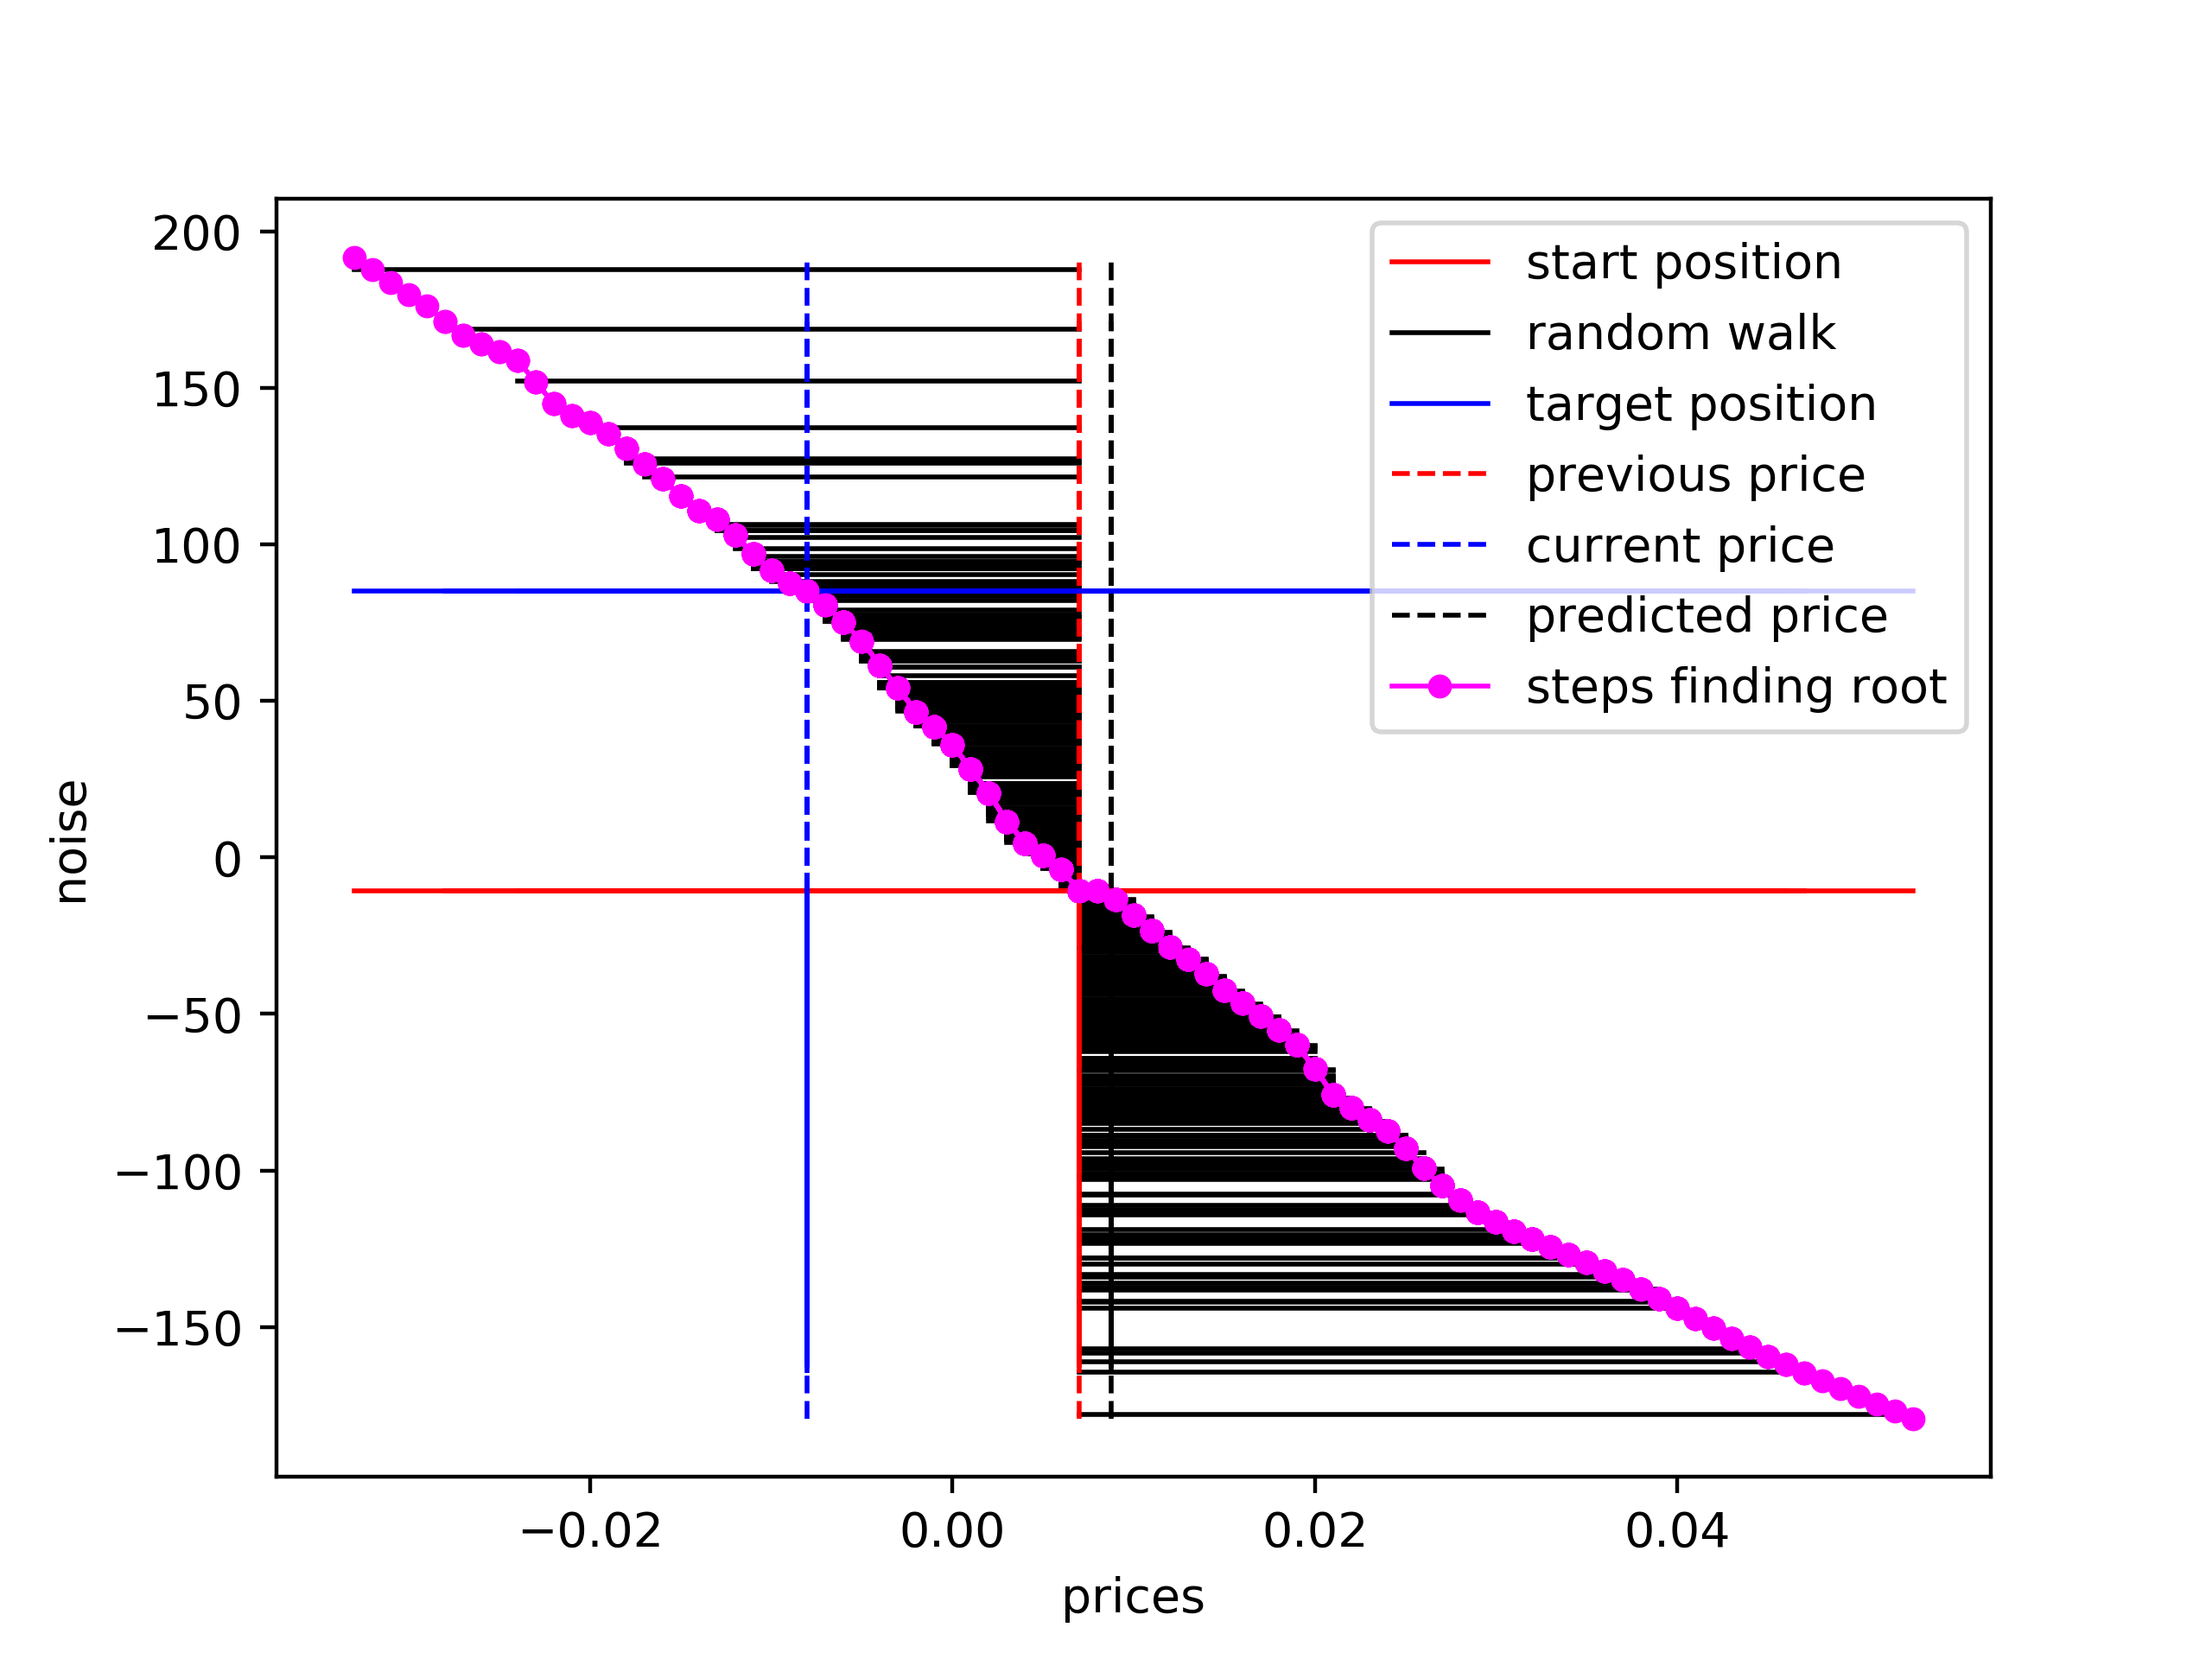 200
150
100
50
0
−50
−100
−150
noise
start position
random walk
target position
previous price
current price
predicted price
steps finding root
−0.02 0.00 0.02 0.04
prices